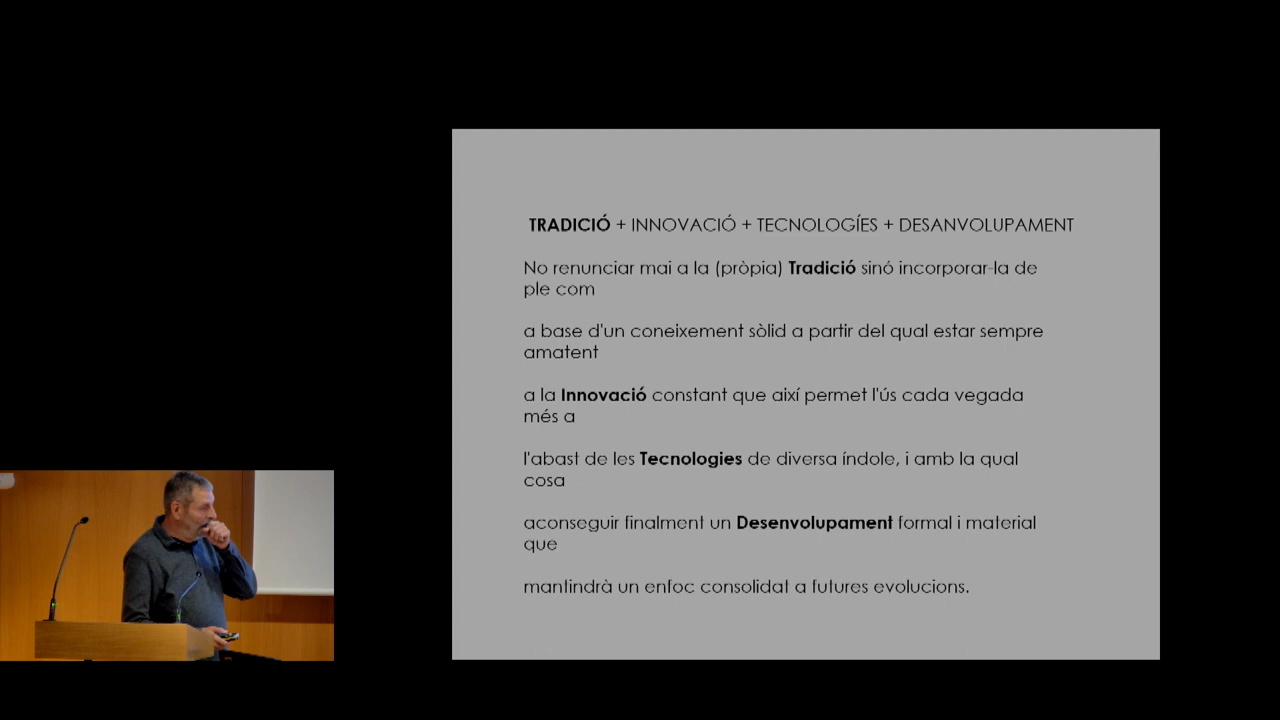 TRADICIÓ + INNOVACIÓ + TECNOLOGÍES + DESANVOLUPAMENT
No renunciar mai a la (pròpia) Tradició sinó incorporar-la de
ple com
a base d'un coneixement sòlid a partir del qual estar sempre
amatent
a la Innovació constant que així permet l'ús cada vegada
més a
l'abast de les Tecnologies de diversa índole, i amb la qual
cosa
aconseguir finalment un Desenvolupament formal i material
que
mantindrà un enfoc consolidat a futures evolucions.